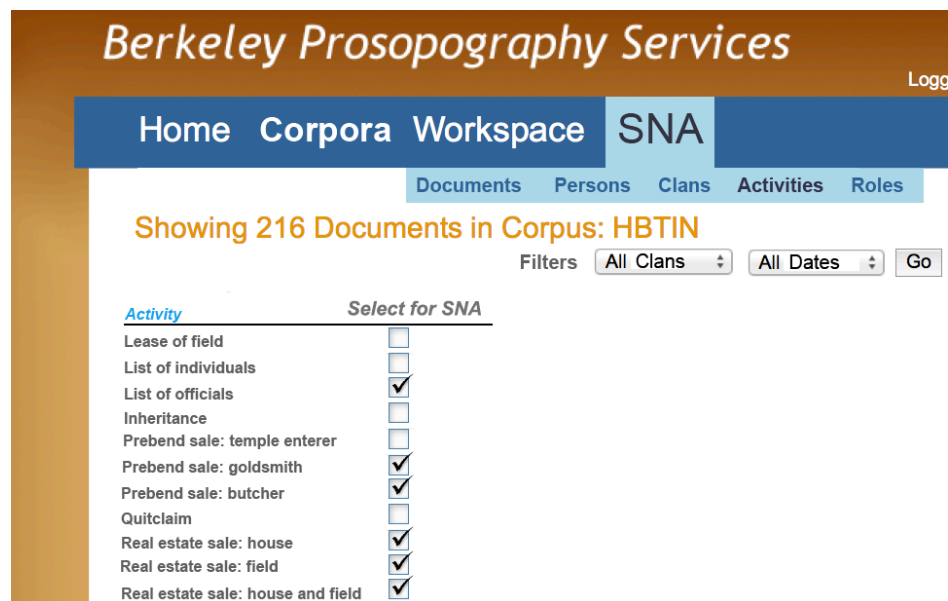 Berkeley Prosopography Services
Logg
Home Corpora Workspace SNA
Documents Persons Clans Activities Roles
Showing 216 Documents in Corpus: HBTIN
Filters All Clans All Dates Go
Activity Select for SNA
Lease of field
List of individuals
List of officials
Inheritance
Prebend sale: temple enterer
Prebend sale: goldsmith
Prebend sale: butcher
Quitclaim
Real estate sale: house
Real estate sale: field
Real estate sale: house and field